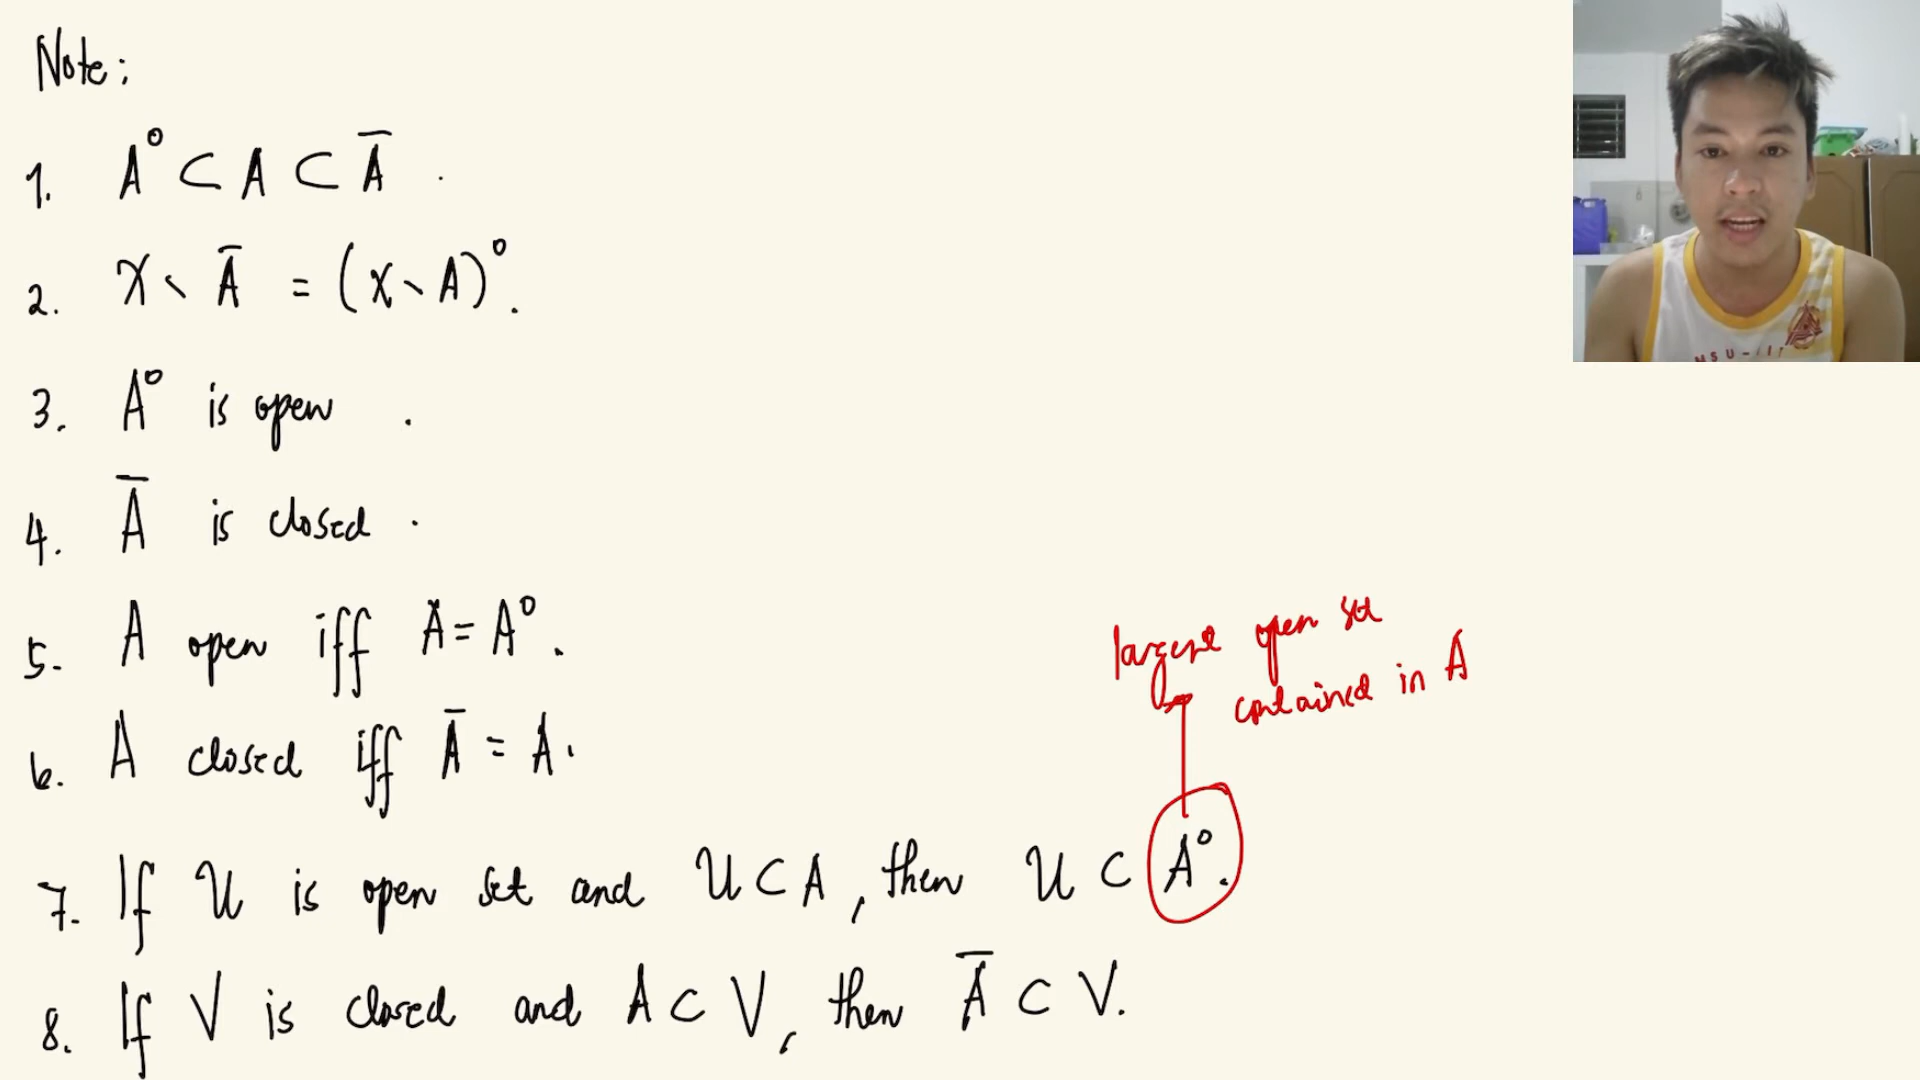 Note:
1. A° ⊂ A ⊂ A̅.
2. X \ A̅ = (X \ A)°.
3. A° is open.
4. A̅ is closed.
5. A open iff A = A°.
6. A closed iff A̅ = A.
largest open set
contained in A
7. If U is open set and U ⊂ A, then U ⊂ A°.
8. If V is closed and A ⊂ V, then A̅ ⊂ V.